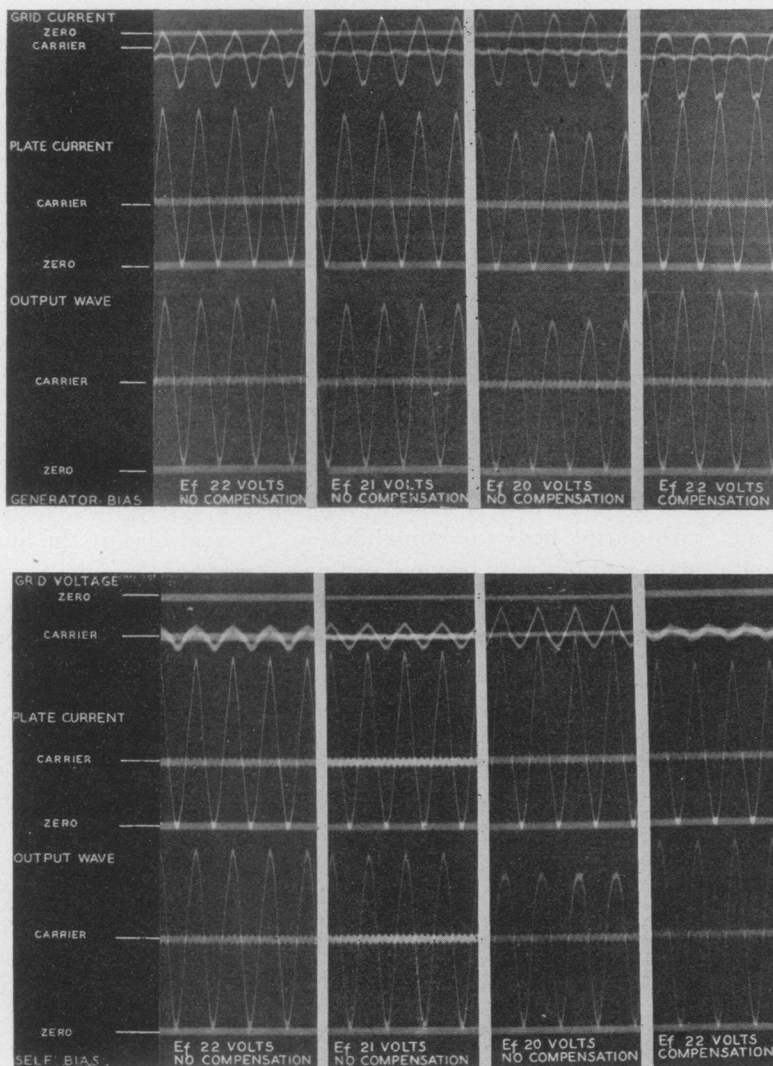 GRID CURRENT
ZERO
CARRIER
PLATE CURRENT
CARRIER
ZERO
OUTPUT WAVE
CARRIER
ZERO
GENERATOR BIAS
Ef 22 VOLTS
NO COMPENSATION
Ef 21 VOLTS
NO COMPENSATION
Ef 20 VOLTS
NO COMPENSATION
Ef 22 VOLTS
COMPENSATION
GRID VOLTAGE
ZERO
CARRIER
PLATE CURRENT
CARRIER
ZERO
OUTPUT WAVE
CARRIER
ZERO
SELF BIAS
Ef 22 VOLTS
NO COMPENSATION
Ef 21 VOLTS
NO COMPENSATION
Ef 20 VOLTS
NO COMPENSATION
Ef 22 VOLTS
COMPENSATION